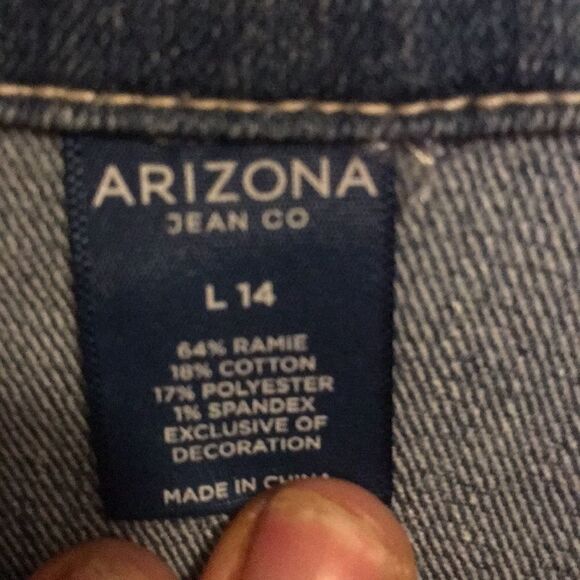 ARIZONA
JEAN CO
L 14
64% RAMIE
18% COTTON
17% POLYESTER
1% SPANDEX
EXCLUSIVE OF
DECORATION
MADE IN CHINA